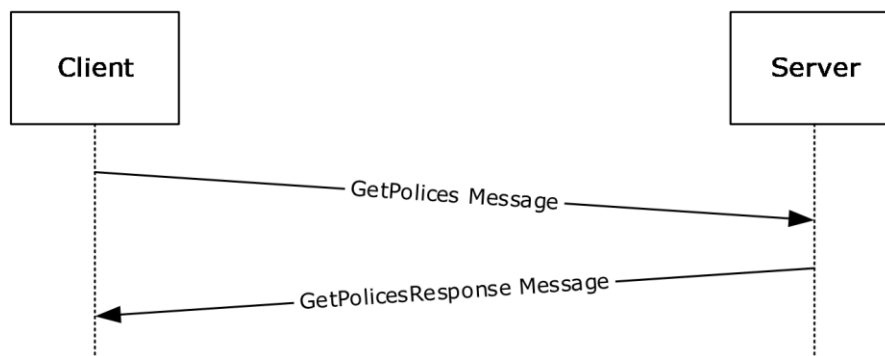 Client
Server
GetPolices Message
GetPolicesResponse Message